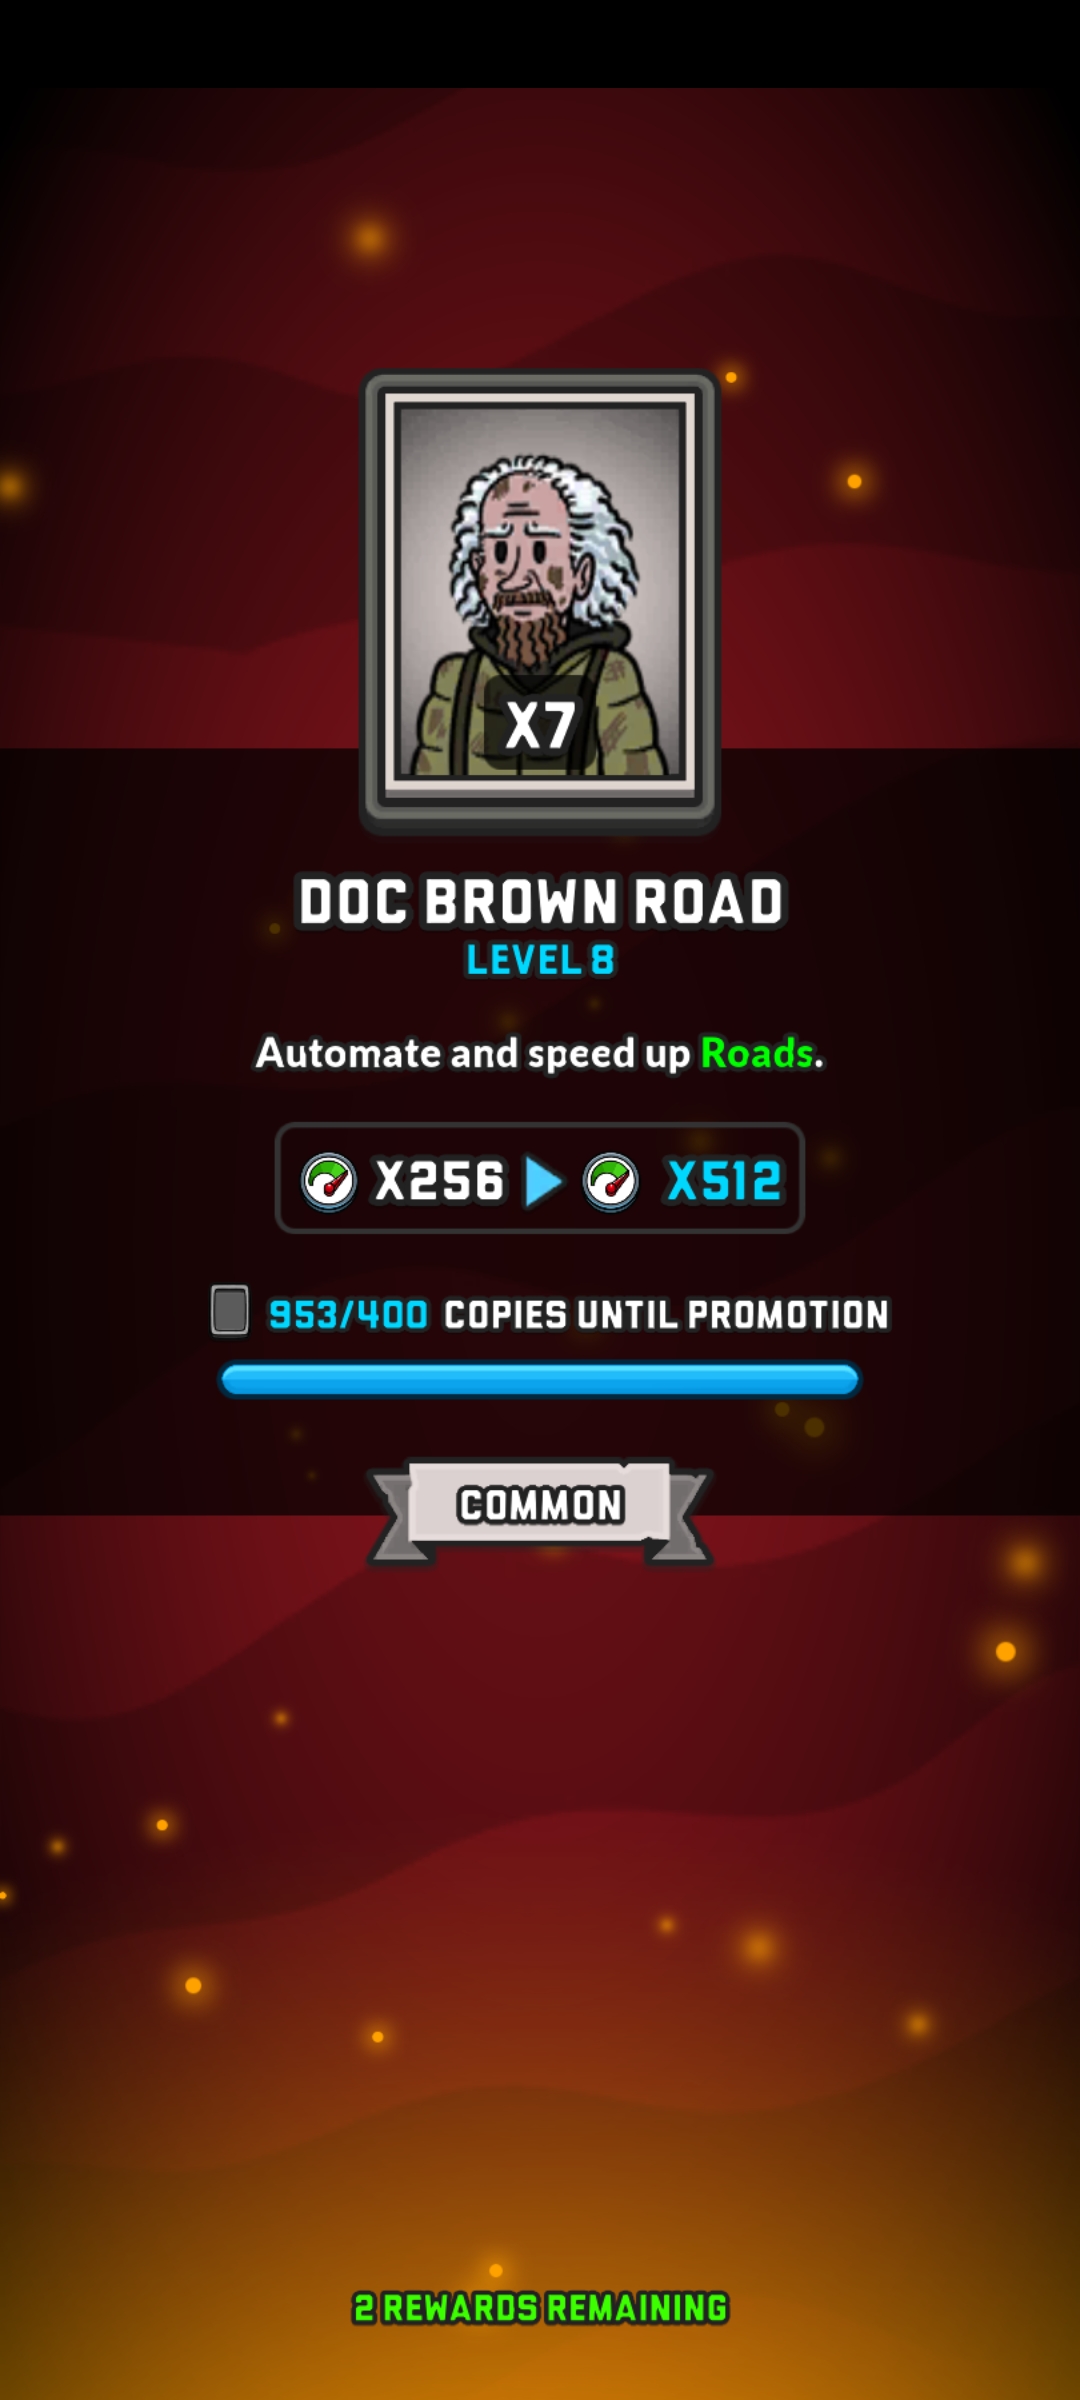 X7
DOC BROWN ROAD
LEVEL 8
Automate and speed up Roads.
X256 X512
953/400 COPIES UNTIL PROMOTION
COMMON
2 REWARDS REMAINING